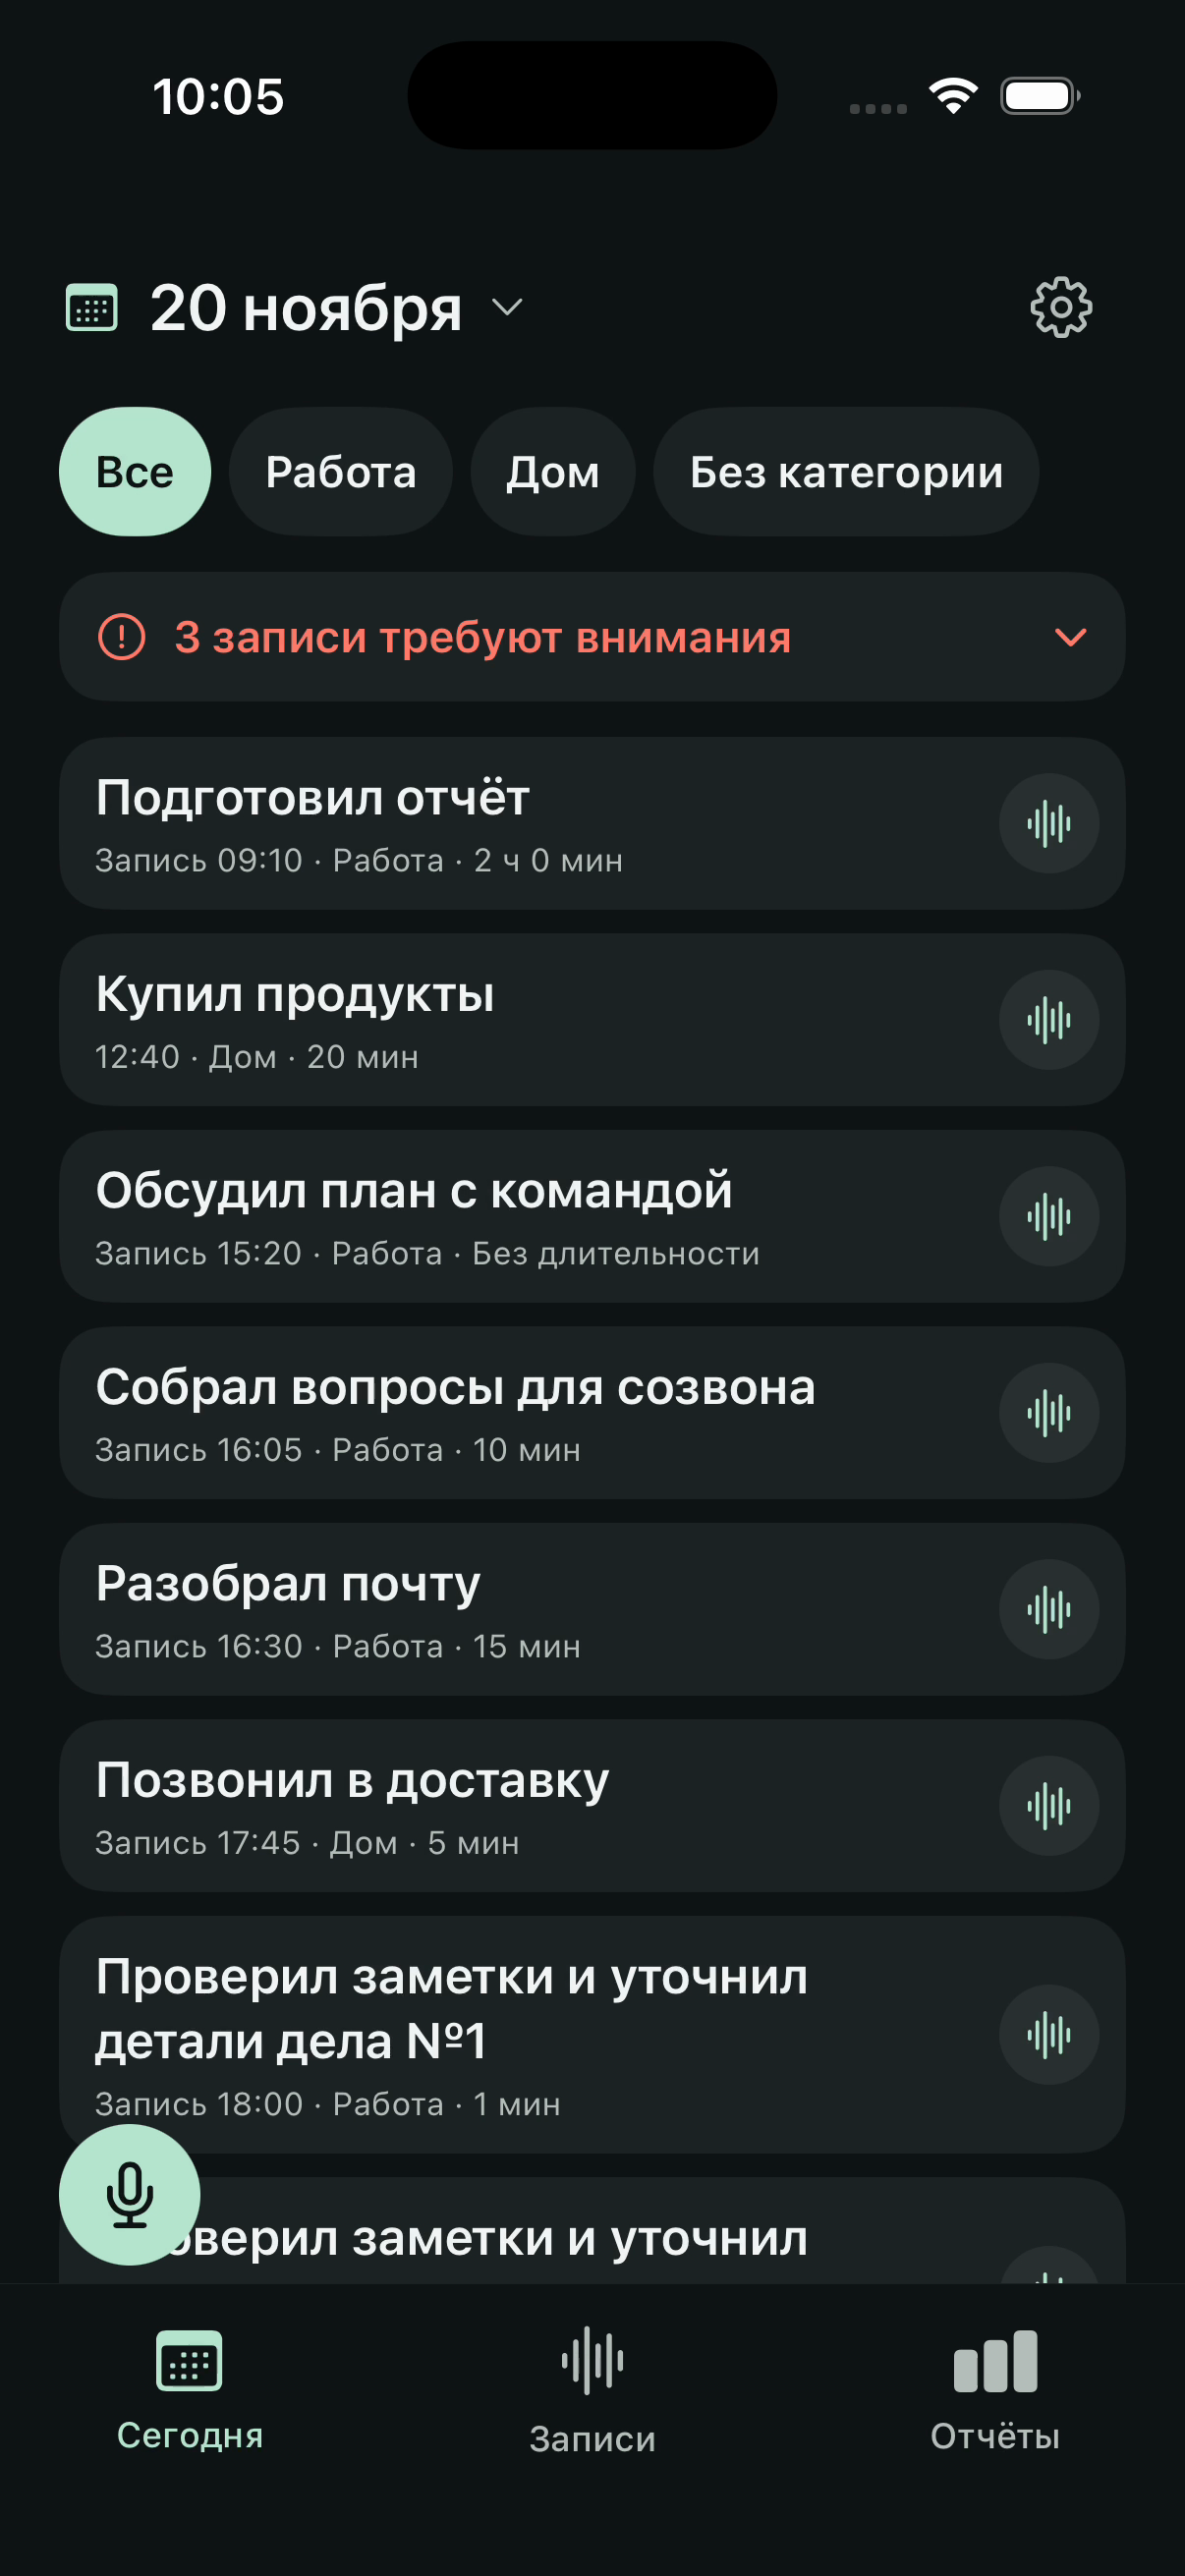 10:05
20 ноября
Все
Работа
Дом
Без категории
3 записи требуют внимания
Подготовил отчёт
Запись 09:10 · Работа · 2 ч 0 мин
Купил продукты
12:40 · Дом · 20 мин
Обсудил план с командой
Запись 15:20 · Работа · Без длительности
Собрал вопросы для созвона
Запись 16:05 · Работа · 10 мин
Разобрал почту
Запись 16:30 · Работа · 15 мин
Позвонил в доставку
Запись 17:45 · Дом · 5 мин
Проверил заметки и уточнил
детали дела №1
Запись 18:00 · Работа · 1 мин
заметки и уточнил
Сегодня
Записи
Отчёты